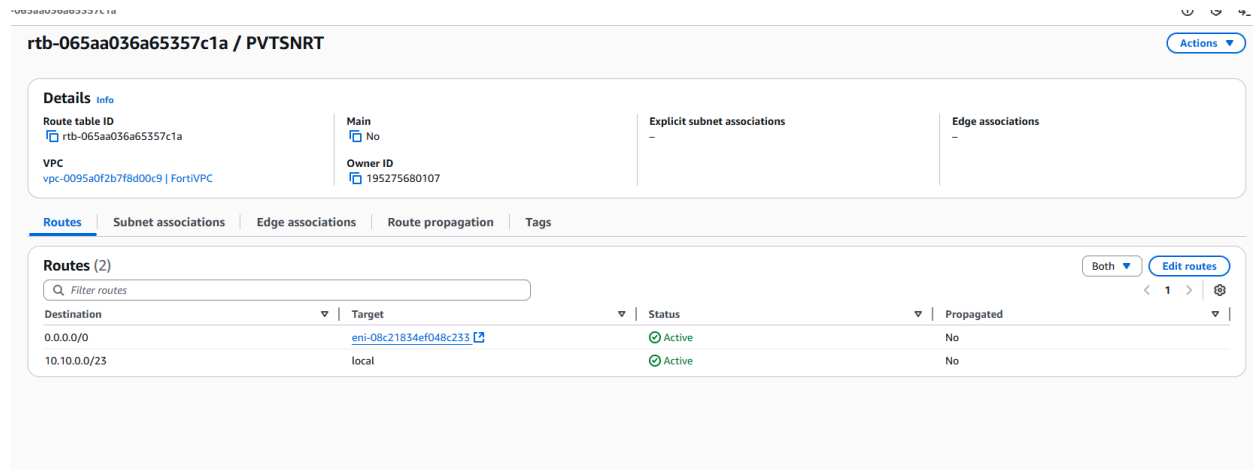 rtb-065aa036a65357c1a / PVTSNRT
Actions
Details Info
Route table ID
rtb-065aa036a65357c1a
Main
No
Explicit subnet associations
–
Edge associations
–
VPC
vpc-0095a0f2b7f8d00c9 | FortiVPC
Owner ID
195275680107
Routes Subnet associations Edge associations Route propagation Tags
Routes (2)
Both Edit routes
Filter routes
1
Destination Target Status Propagated
0.0.0.0/0 eni-08c21834ef048c233 Active No
10.10.0.0/23 local Active No